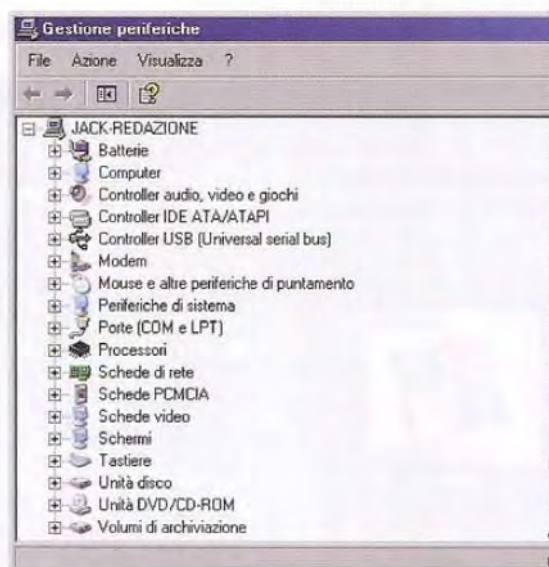 Gestione periferiche
File Azione Visualizza ?
JACK-REDAZIONE
Batterie
Computer
Controller audio, video e giochi
Controller IDE ATA/ATAPI
Controller USB (Universal serial bus)
Modem
Mouse e altre periferiche di puntamento
Periferiche di sistema
Porte (COM e LPT)
Processori
Schede di rete
Schede PCMCIA
Schede video
Schermi
Tastiere
Unità disco
Unità DVD/CD-ROM
Volumi di archiviazione